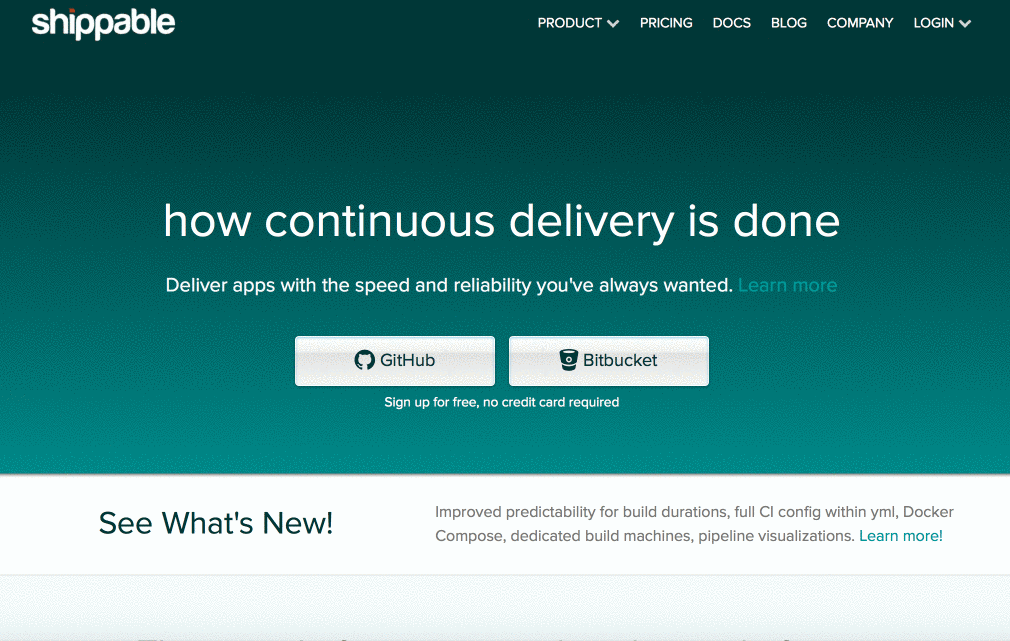 shippable
PRODUCT PRICING DOCS BLOG COMPANY LOGIN
how continuous delivery is done
Deliver apps with the speed and reliability you've always wanted. Learn more
GitHub Bitbucket
Sign up for free, no credit card required
See What's New!
Improved predictability for build durations, full CI config within yml, Docker
Compose, dedicated build machines, pipeline visualizations. Learn more!